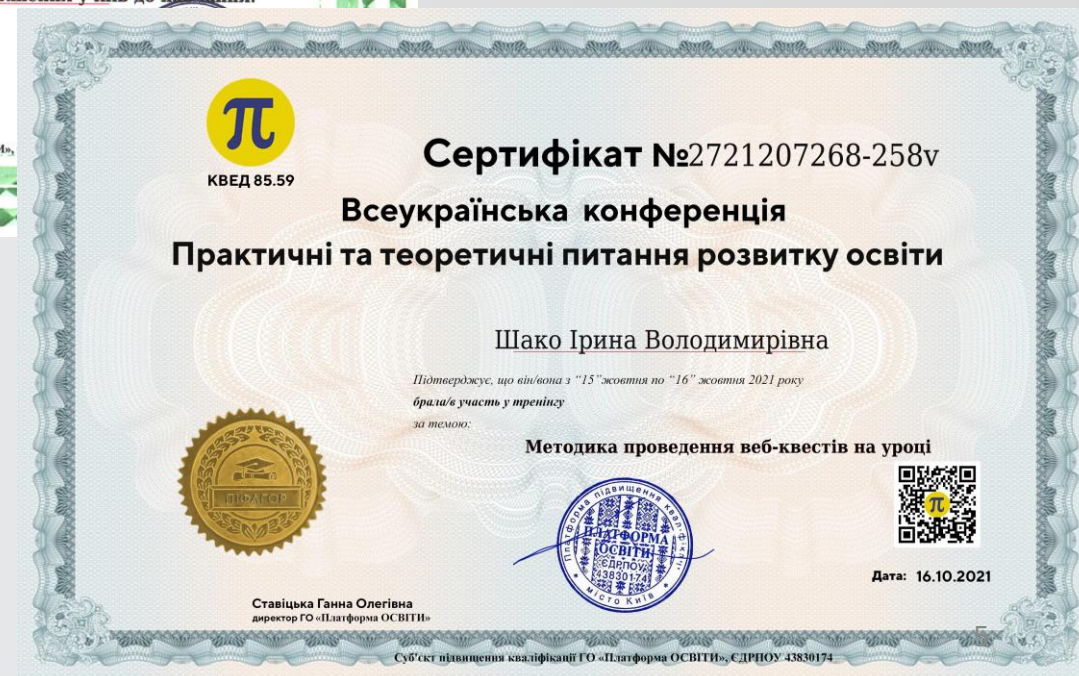 π
КВЕД 85.59
Сертифікат №2721207268-258v
Всеукраїнська конференція
Практичні та теоретичні питання розвитку освіти
Шако Ірина Володимирівна
Підтверджує, що він/вона з “15”жовтня по “16” жовтня 2021 року
брала/в участь у тренінгу
за темою:
Методика проведення веб-квестів на уроці
ПІФАГОР
ПЛАТФОРМА
ОСВІТИ
ЄДРПОУ
43830174
місто Київ
π
Дата: 16.10.2021
Ставіцька Ганна Олегівна
директор ГО «Платформа ОСВІТИ»
Суб'єкт підвищення кваліфікації ГО «Платформа ОСВІТИ», ЄДРПОУ 43830174